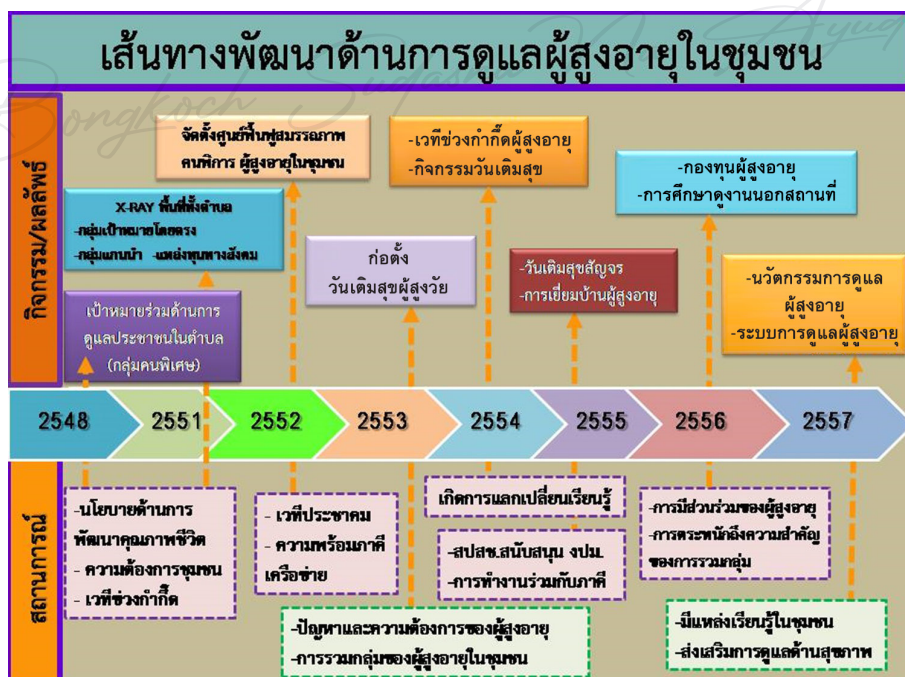 เส้นทางพัฒนาด้านการดูแลผู้สูงอายุในชุมชน
Bongkoch Sugasha Na Ayud
กิจกรรม/ผลลัพธ์
จัดตั้งศูนย์ฟื้นฟูสมรรถภาพ
คนพิการ ผู้สูงอายุในชุมชน
-เวทีช่วงกำกึ๊ดผู้สูงอายุ
-กิจกรรมวันเติมสุข
-กองทุนผู้สูงอายุ
-การศึกษาดูงานนอกสถานที่
X-RAY พื้นที่ทั้งตำบล
-กลุ่มเป้าหมายโดยตรง
-กลุ่มแกนนำ -แหล่งทุนทางสังคม
ก่อตั้ง
วันเติมสุขผู้สูงวัย
-วันเติมสุขสัญจร
-การเยี่ยมบ้านผู้สูงอายุ
-นวัตกรรมการดูแล
ผู้สูงอายุ
-ระบบการดูแลผู้สูงอายุ
เป้าหมายร่วมด้านการ
ดูแลประชาชนในตำบล
(กลุ่มคนพิเศษ)
2548 2551 2552 2553 2554 2555 2556 2557
สถานการณ์
-นโยบายด้านการ
พัฒนาคุณภาพชีวิต
- ความต้องการชุมชน
- เวทีช่วงกำกึ๊ด
- เวทีประชาคม
- ความพร้อมภาคี
เครือข่าย
เกิดการแลกเปลี่ยนเรียนรู้
-สปสช.สนับสนุน งปม.
-การทำงานร่วมกับภาคี
-การมีส่วนร่วมของผู้สูงอายุ
-การตระหนักถึงความสำคัญ
ของการรวมกลุ่ม
-ปัญหาและความต้องการของผู้สูงอายุ
-การรวมกลุ่มของผู้สูงอายุในชุมชน
-มีแหล่งเรียนรู้ในชุมชน
-ส่งเสริมการดูแลด้านสุขภาพ